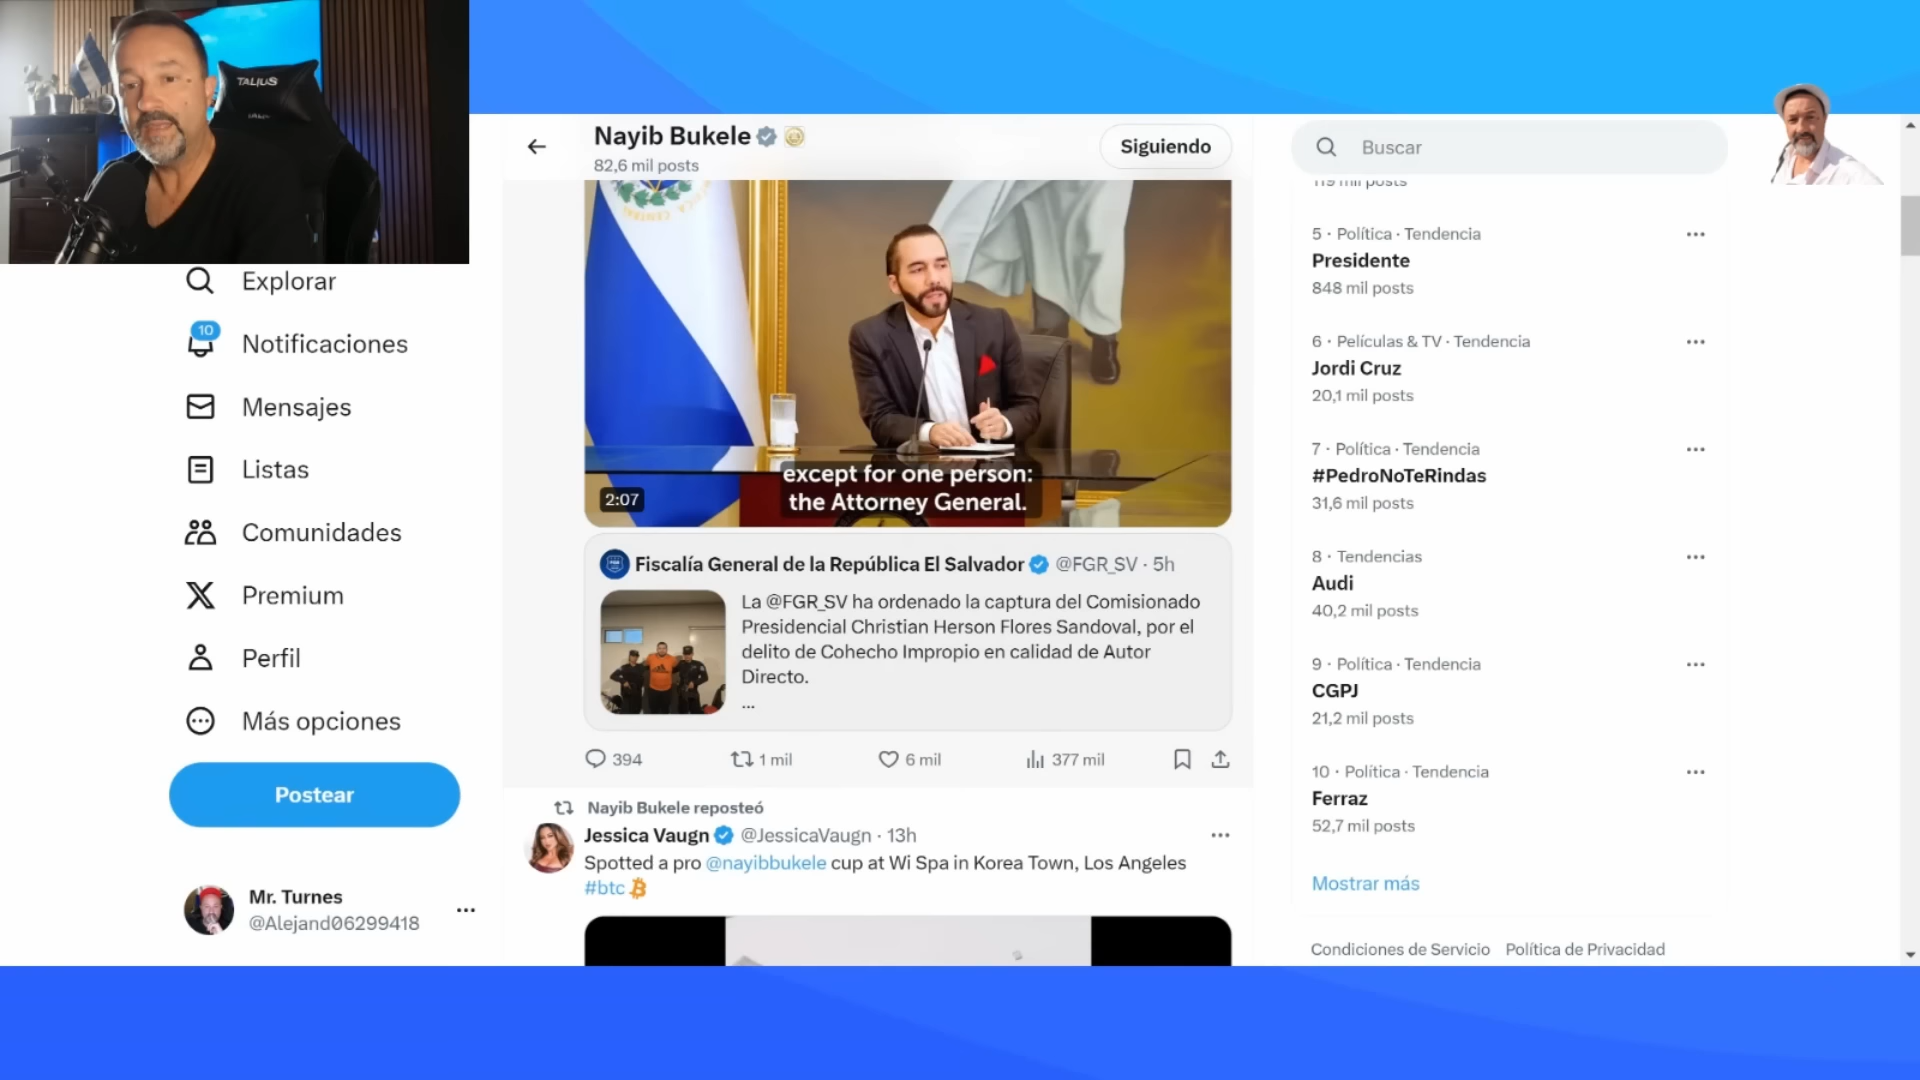 TALIUS
Nayib Bukele
82,6 mil posts
Siguiendo
Buscar
119 mil posts
Explorar
10
Notificaciones
Mensajes
Listas
Comunidades
Premium
Perfil
Más opciones
Postear
Mr. Turnes
@Alejand06299418
except for one person:
the Attorney General.
2:07
Fiscalía General de la República El Salvador @FGR_SV · 5h
La @FGR_SV ha ordenado la captura del Comisionado
Presidencial Christian Herson Flores Sandoval, por el
delito de Cohecho Impropio en calidad de Autor
Directo.
...
394
1 mil
6 mil
377 mil
Nayib Bukele reposteó
Jessica Vaugn @JessicaVaugn · 13h
Spotted a pro @nayibbukele cup at Wi Spa in Korea Town, Los Angeles
#btc
5 · Política · Tendencia
Presidente
848 mil posts
6 · Películas & TV · Tendencia
Jordi Cruz
20,1 mil posts
7 · Política · Tendencia
#PedroNoTeRindas
31,6 mil posts
8 · Tendencias
Audi
40,2 mil posts
9 · Política · Tendencia
CGPJ
21,2 mil posts
10 · Política · Tendencia
Ferraz
52,7 mil posts
Mostrar más
Condiciones de Servicio Política de Privacidad